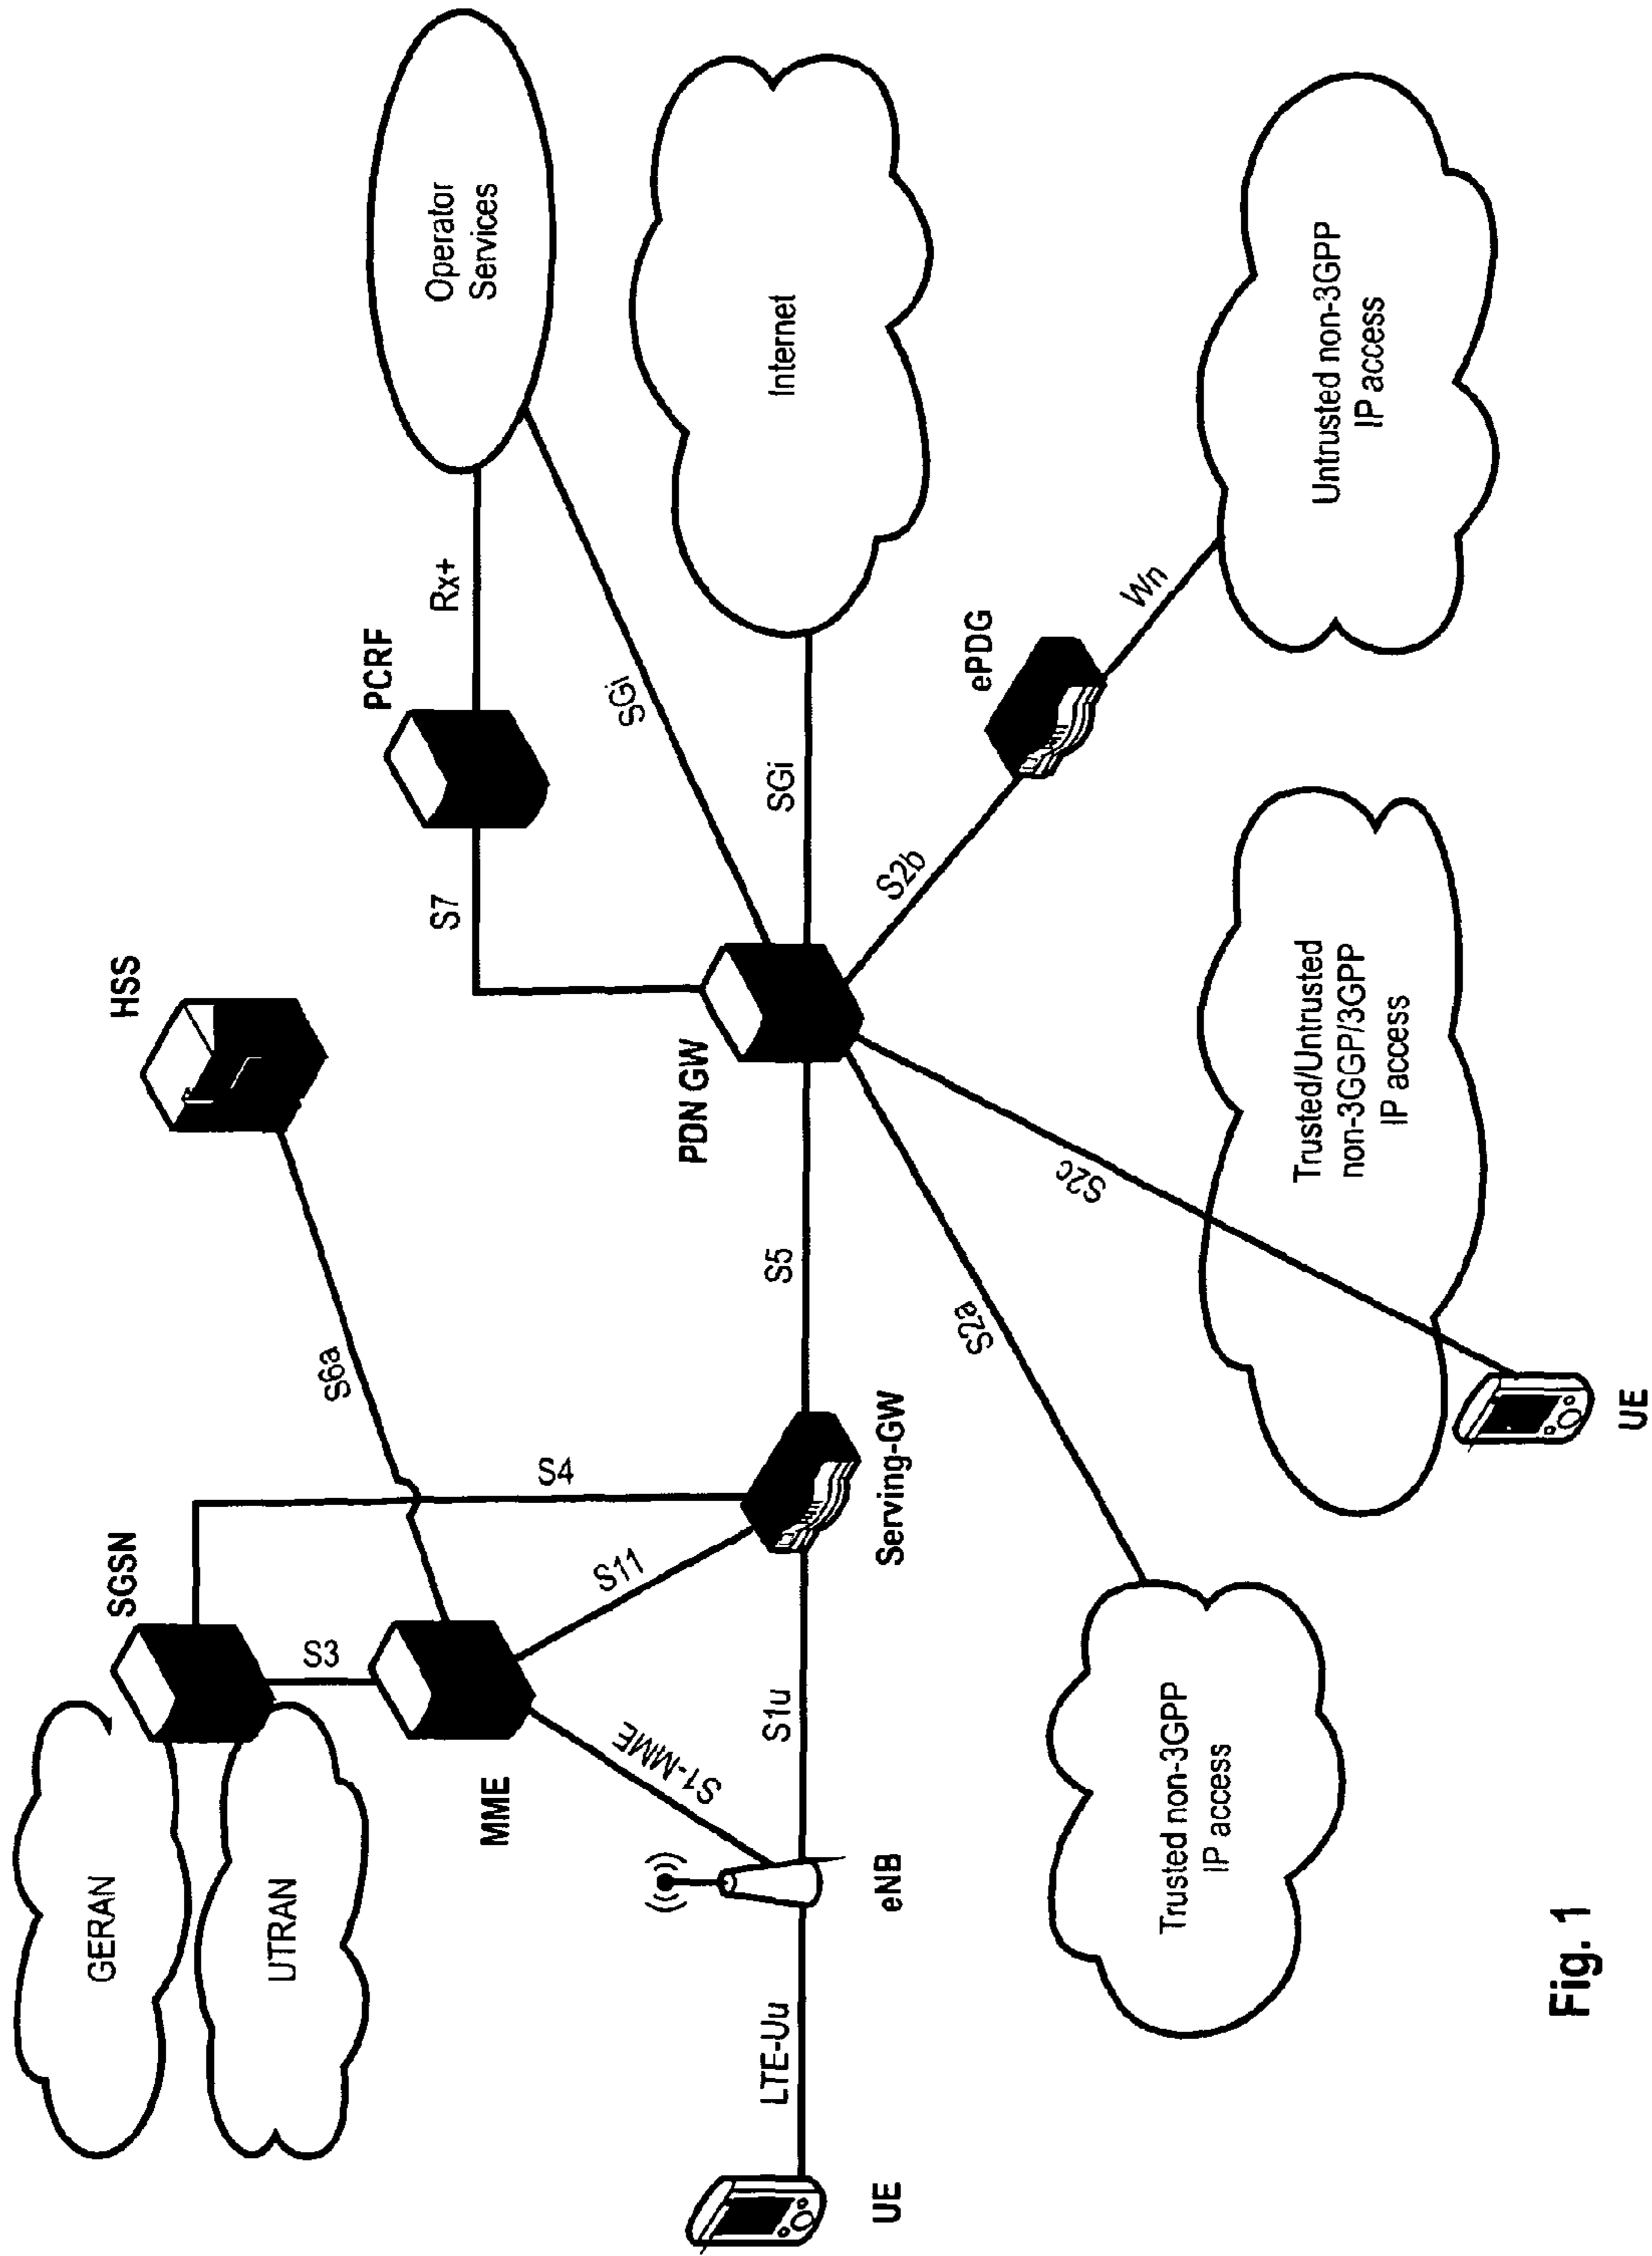 GERAN
UTRAN
SGSN
S3
MME
S4
S6a
HSS
S11
S1-MME
S7
PCRF
Rx+
Operator
Services
SGi
UE
LTE-Uu
eNB
S1u
Serving-GW
S5
PDN GW
SGi
Internet
S2a
S2c
S2b
ePDG
Wn
Trusted non-3GPP
IP access
UE
Trusted/Untrusted
non-3GGP/3GPP
IP access
Untrusted non-3GPP
IP access
Fig. 1